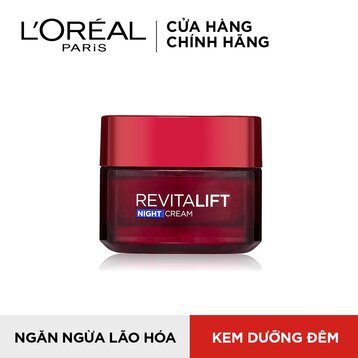 L'ORÉAL
PARIS
CỬA HÀNG
CHÍNH HÃNG
REVITALIFT
NIGHT CREAM
NGĂN NGỪA LÃO HÓA
KEM DƯỠNG ĐÊM